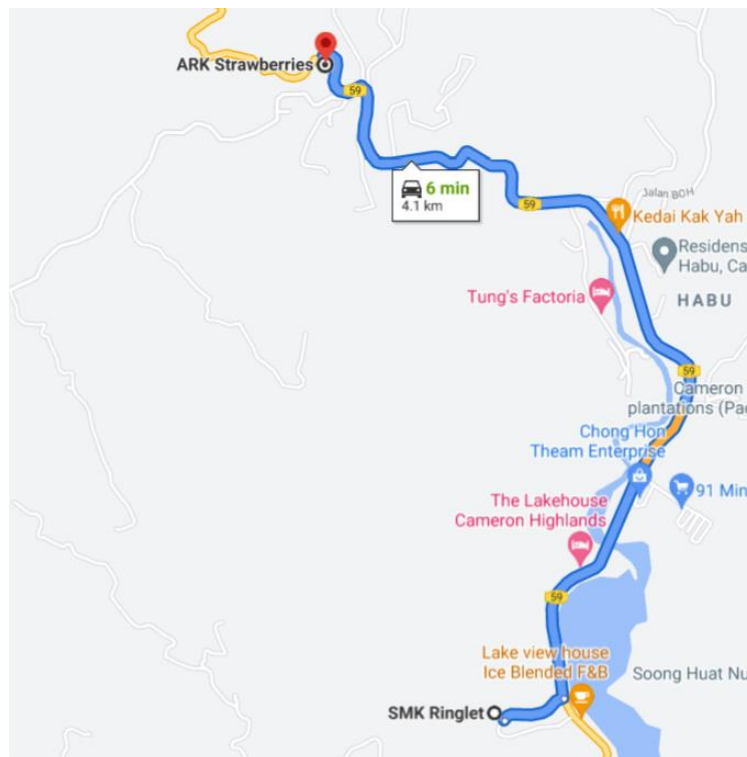 ARK Strawberries
59
6 min
4.1 km
Jalan BOH
59
Kedai Kak Yah
Residens
Habu, Ca
Tung's Factoria
HABU
59
Cameron
plantations (Pac
Chong Hon
Theam Enterprise
91 Min
The Lakehouse
Cameron Highlands
59
Lake view house
Ice Blended F&B
Soong Huat Nu
SMK Ringlet